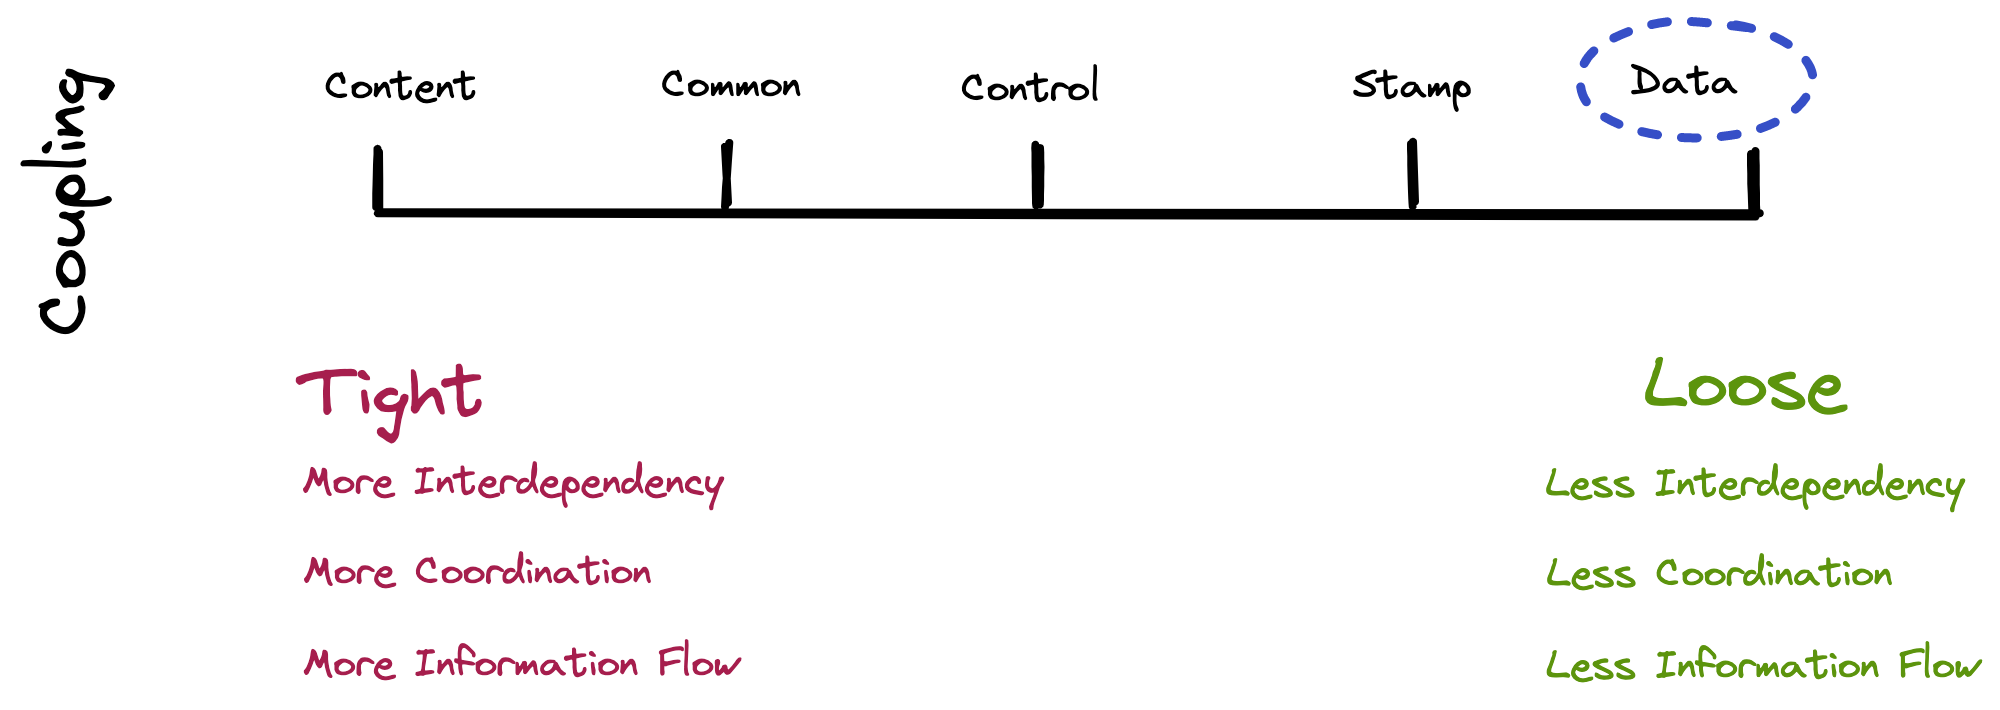 Coupling
Content Common Control Stamp Data
Tight Loose
More Interdependency Less Interdependency
More Coordination Less Coordination
More Information Flow Less Information Flow